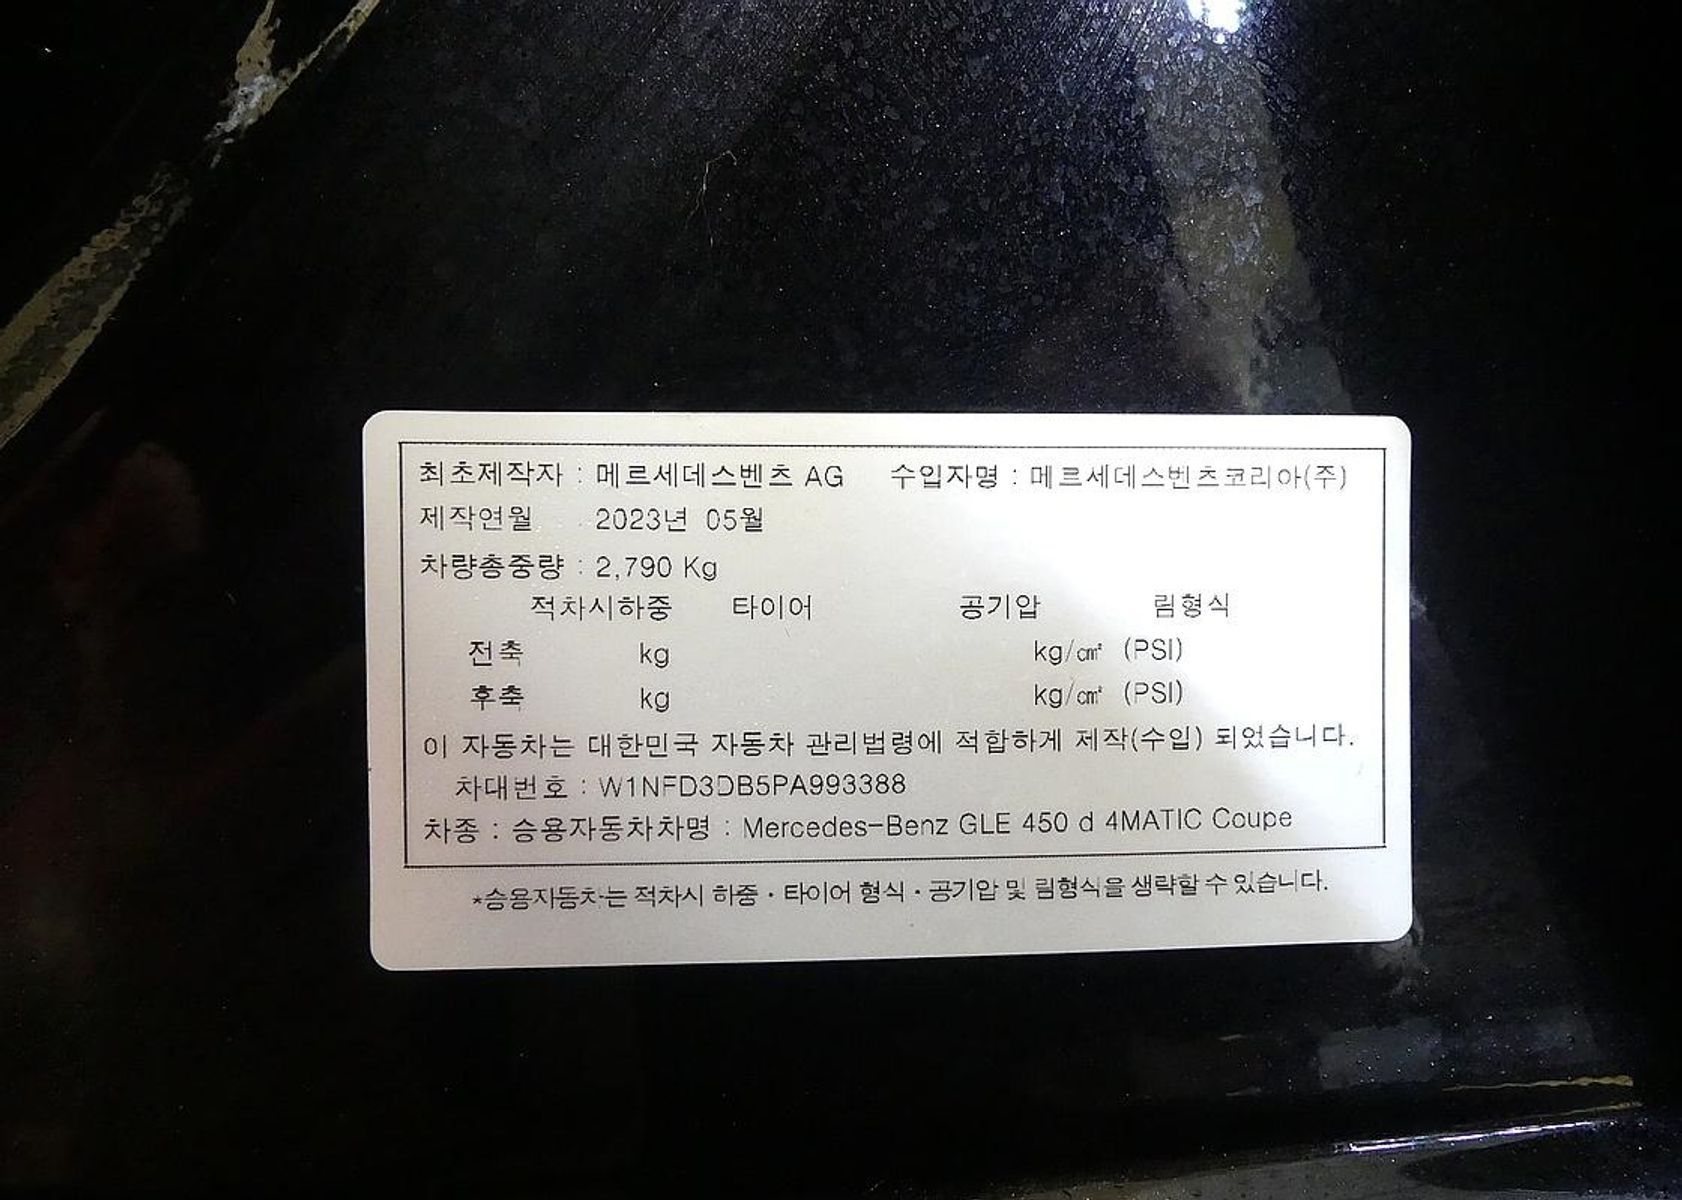 최초제작자 : 메르세데스벤츠 AG 수입자명 : 메르세데스벤츠코리아(주)
제작연월 : 2023년 05월
차량총중량 : 2,790 Kg
적차시하중 타이어 공기압 림형식
전축 kg kg/㎠ (PSI)
후축 kg kg/㎠ (PSI)
이 자동차는 대한민국 자동차 관리법령에 적합하게 제작(수입) 되었습니다.
차대번호 : W1NFD3DB5PA993388
차종 : 승용자동차차명 : Mercedes-Benz GLE 450 d 4MATIC Coupe
*승용자동차는 적차시 하중・타이어 형식・공기압 및 림형식을 생략할 수 있습니다.